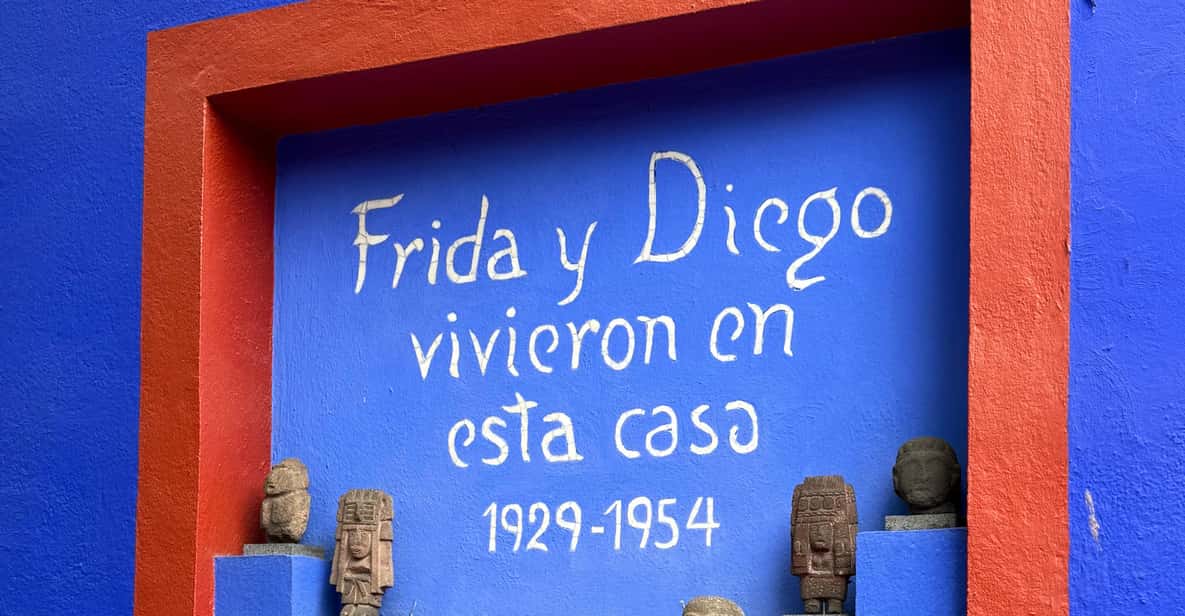 Frida y Diego
vivieron en
esta casa
1929-1954